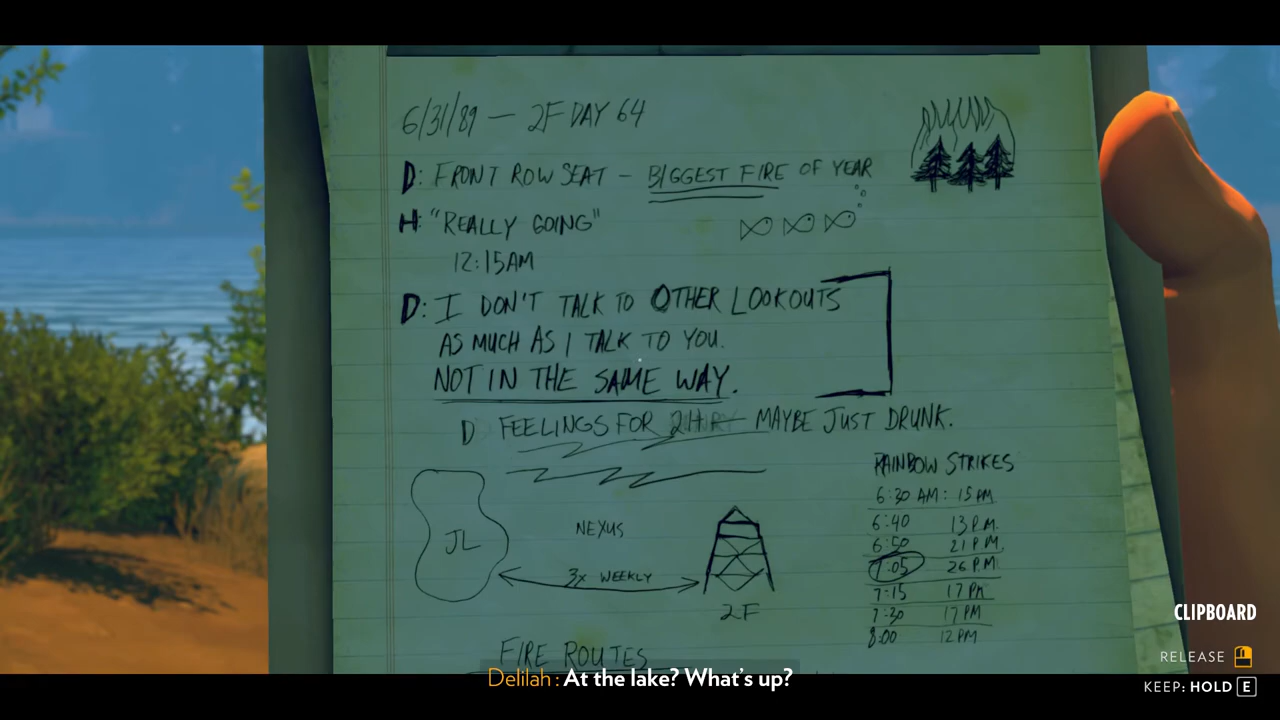 6/31/89 — 2F DAY 64
D: FRONT ROW SEAT – BIGGEST FIRE OF YEAR
H: "REALLY GOING"
12:15AM
D: I DON'T TALK TO OTHER LOOKOUTS
AS MUCH AS I TALK TO YOU.
NOT IN THE SAME WAY.
D FEELINGS FOR MAYBE JUST DRUNK.
RAINBOW STRIKES
6:30 AM: 15 PM
6:40 13 P.M.
6:50 21 P M.
7:05 26 PM
7:15 17 PM
7:30 17 PM
8:00 12 PM
JL
NEXUS
3x WEEKLY
2F
FIRE ROUTES
Delilah : At the lake? What's up?
CLIPBOARD
RELEASE
KEEP: HOLD E